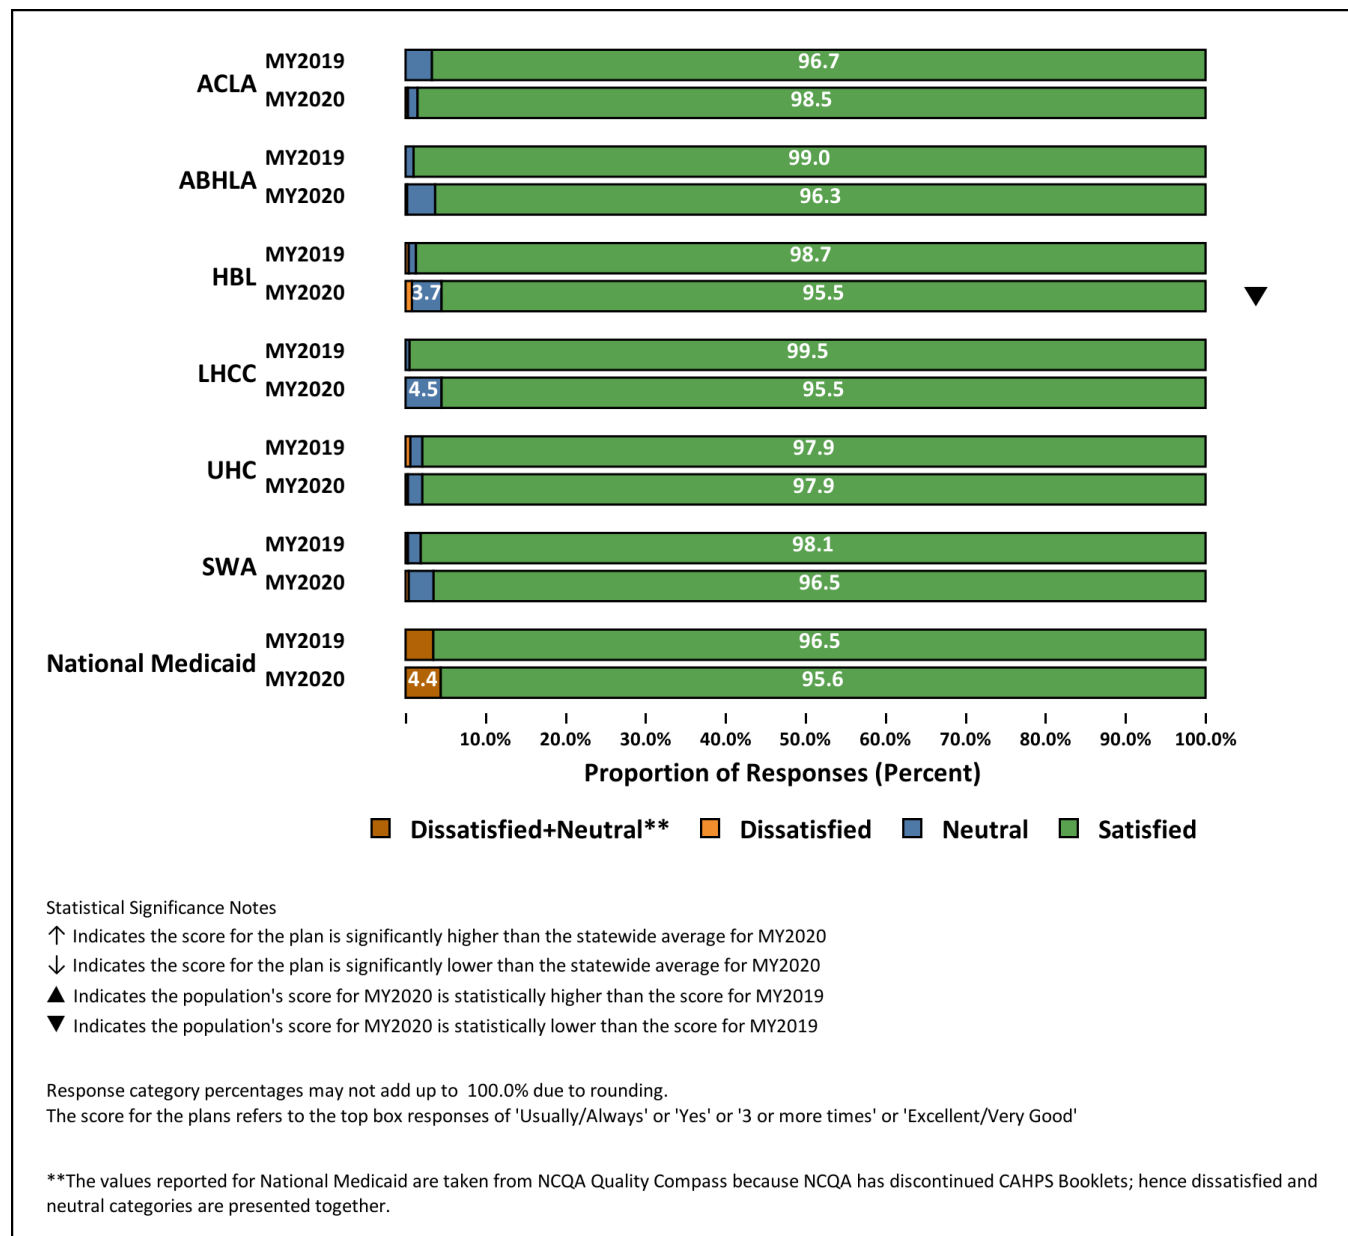 ACLA
MY2019
96.7
MY2020
98.5
ABHLA
MY2019
99.0
MY2020
96.3
HBL
MY2019
98.7
MY2020
3.7
95.5
▼
LHCC
MY2019
99.5
MY2020
4.5
95.5
UHC
MY2019
97.9
MY2020
97.9
SWA
MY2019
98.1
MY2020
96.5
National Medicaid
MY2019
96.5
MY2020
4.4
95.6
10.0% 20.0% 30.0% 40.0% 50.0% 60.0% 70.0% 80.0% 90.0% 100.0%
Proportion of Responses (Percent)
Dissatisfied+Neutral** Dissatisfied Neutral Satisfied
Statistical Significance Notes
↑ Indicates the score for the plan is significantly higher than the statewide average for MY2020
↓ Indicates the score for the plan is significantly lower than the statewide average for MY2020
▲ Indicates the population's score for MY2020 is statistically higher than the score for MY2019
▼ Indicates the population's score for MY2020 is statistically lower than the score for MY2019
Response category percentages may not add up to 100.0% due to rounding.
The score for the plans refers to the top box responses of 'Usually/Always' or 'Yes' or '3 or more times' or 'Excellent/Very Good'
**The values reported for National Medicaid are taken from NCQA Quality Compass because NCQA has discontinued CAHPS Booklets; hence dissatisfied and
neutral categories are presented together.